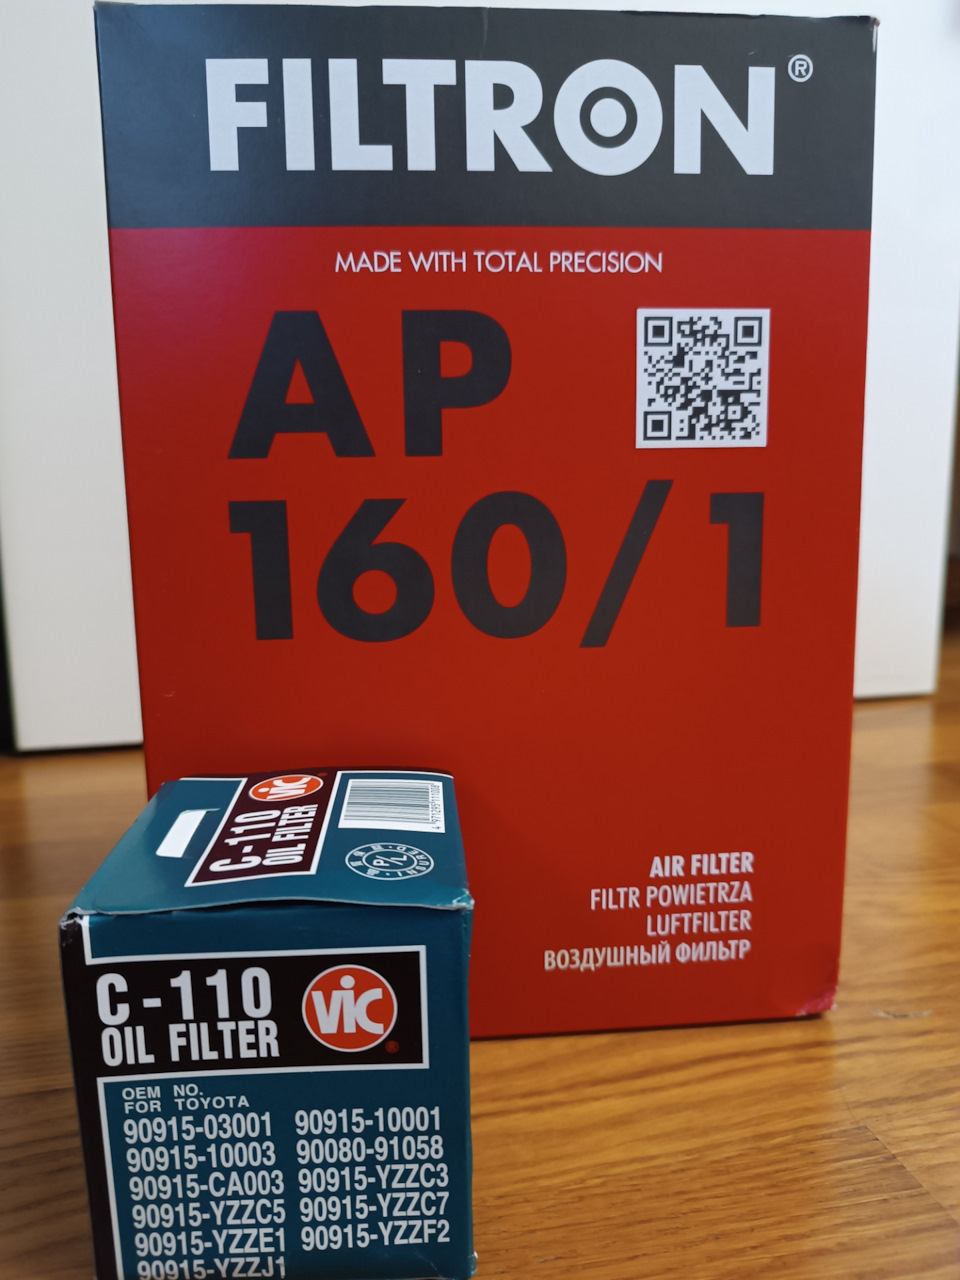 FILTRON®
MADE WITH TOTAL PRECISION
AP
160/1
AIR FILTER
FILTR POWIETRZA
LUFTFILTER
ВОЗДУШНЫЙ ФИЛЬТР
C-110
OIL FILTER
VIC
P/L
C-110
OIL FILTER
VIC®
OEM NO.
FOR TOYOTA
90915-03001 90915-10001
90915-10003 90080-91058
90915-CA003 90915-YZZC3
90915-YZZC5 90915-YZZC7
90915-YZZE1 90915-YZZF2
90915-YZZJ1